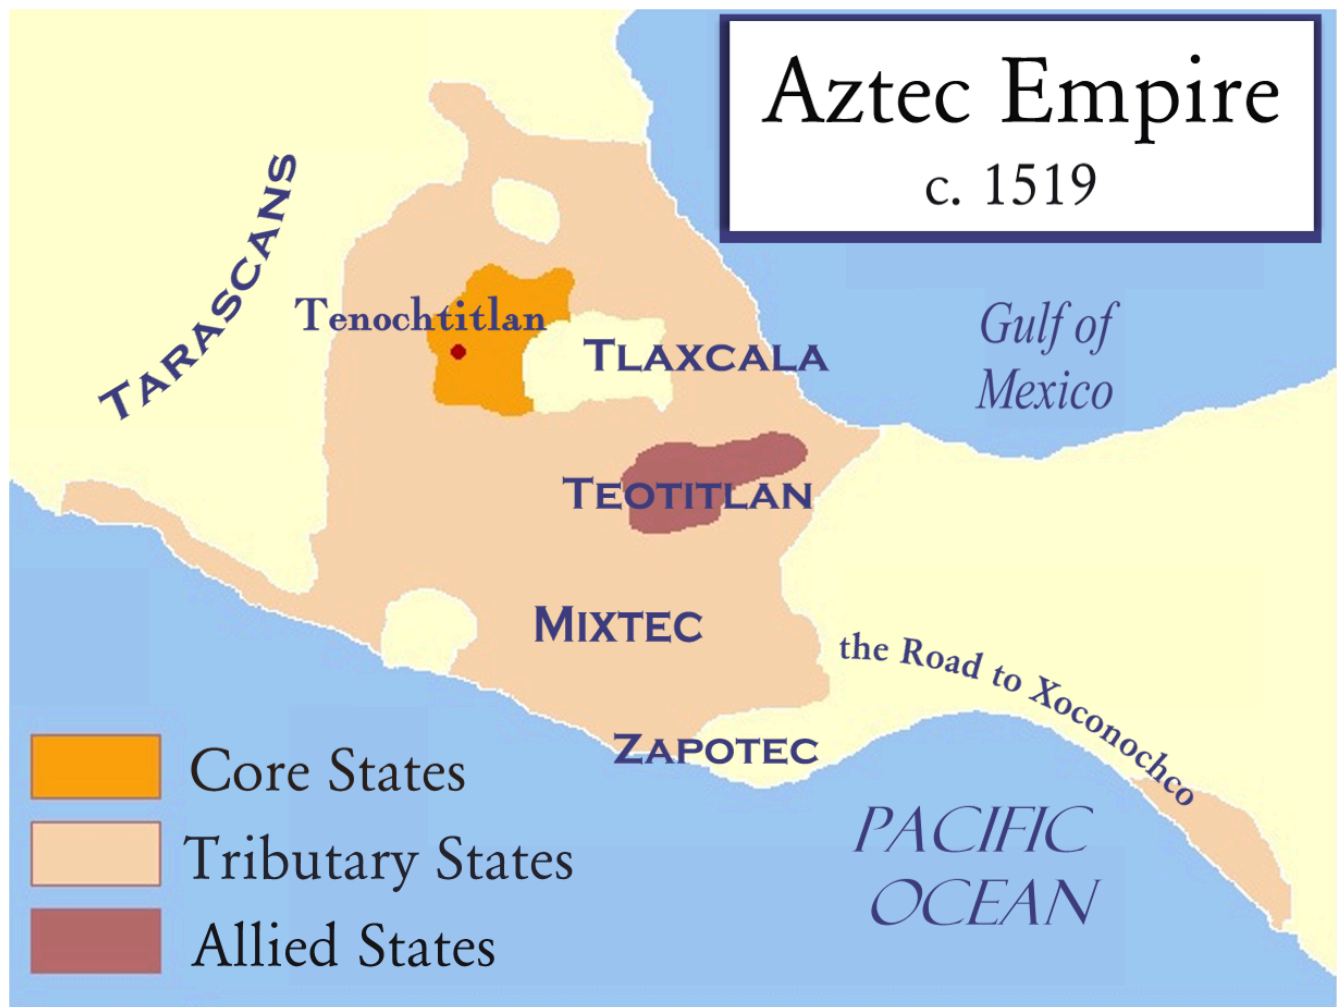 Aztec Empire
c. 1519
TARASCANS
Tenochtitlan
TLAXCALA
Gulf of
Mexico
TEOTITLAN
MIXTEC
the Road to Xoconochco
ZAPOTEC
PACIFIC
OCEAN
Core States
Tributary States
Allied States